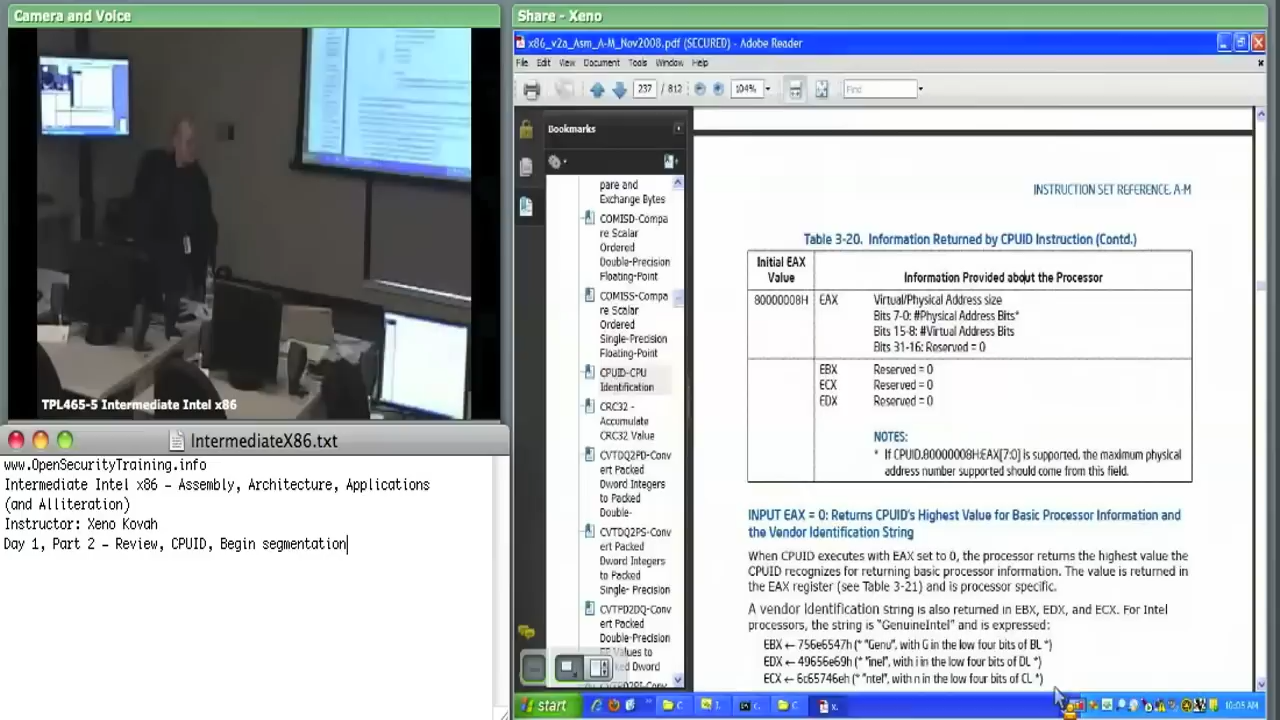 Camera and Voice
TPL465-5 Intermediate Intel x86
IntermediateX86.txt
www.OpenSecurityTraining.info
Intermediate Intel x86 – Assembly, Architecture, Applications
(and Alliteration)
Instructor: Xeno Kovah
Day 1, Part 2 – Review, CPUID, Begin segmentation
Share - Xeno
x86_v2a_Asm_A-M_Nov2008.pdf (SECURED) - Adobe Reader
File Edit View Document Tools Window Help
237 / 812 104% Find
Bookmarks
pare and
Exchange Bytes
COMISD-Compa
re Scalar
Ordered
Double-Precision
Floating-Point
COMISS-Compa
re Scalar
Ordered
Single-Precision
Floating-Point
CPUID-CPU
Identification
CRC32 -
Accumulate
CRC32 Value
CVTDQ2PD-Conv
ert Packed
Dword Integers
to Packed
Double-
CVTDQ2PS-Conv
ert Packed
Dword Integers
to Packed
Single- Precision
CVTPD2DQ-Conv
ert Packed
Double-Precision
Values to
Dword
INSTRUCTION SET REFERENCE, A-M
Table 3-20. Information Returned by CPUID Instruction (Contd.)
Initial EAX
Value
Information Provided about the Processor
80000008H EAX Virtual/Physical Address size
Bits 7-0: #Physical Address Bits*
Bits 15-8: #Virtual Address Bits
Bits 31-16: Reserved = 0
EBX Reserved = 0
ECX Reserved = 0
EDX Reserved = 0
NOTES:
* If CPUID.80000008H:EAX[7:0] is supported, the maximum physical
address number supported should come from this field.
INPUT EAX = 0: Returns CPUID's Highest Value for Basic Processor Information and
the Vendor Identification String
When CPUID executes with EAX set to 0, the processor returns the highest value the
CPUID recognizes for returning basic processor information. The value is returned in
the EAX register (see Table 3-21) and is processor specific.
A vendor identification string is also returned in EBX, EDX, and ECX. For Intel
processors, the string is "GenuineIntel" and is expressed:
EBX ← 756e6547h (* "Genu", with G in the low four bits of BL *)
EDX ← 49656e69h (* "ineI", with i in the low four bits of DL *)
ECX ← 6c65746eh (* "ntel", with n in the low four bits of CL *)
start
10:05 AM